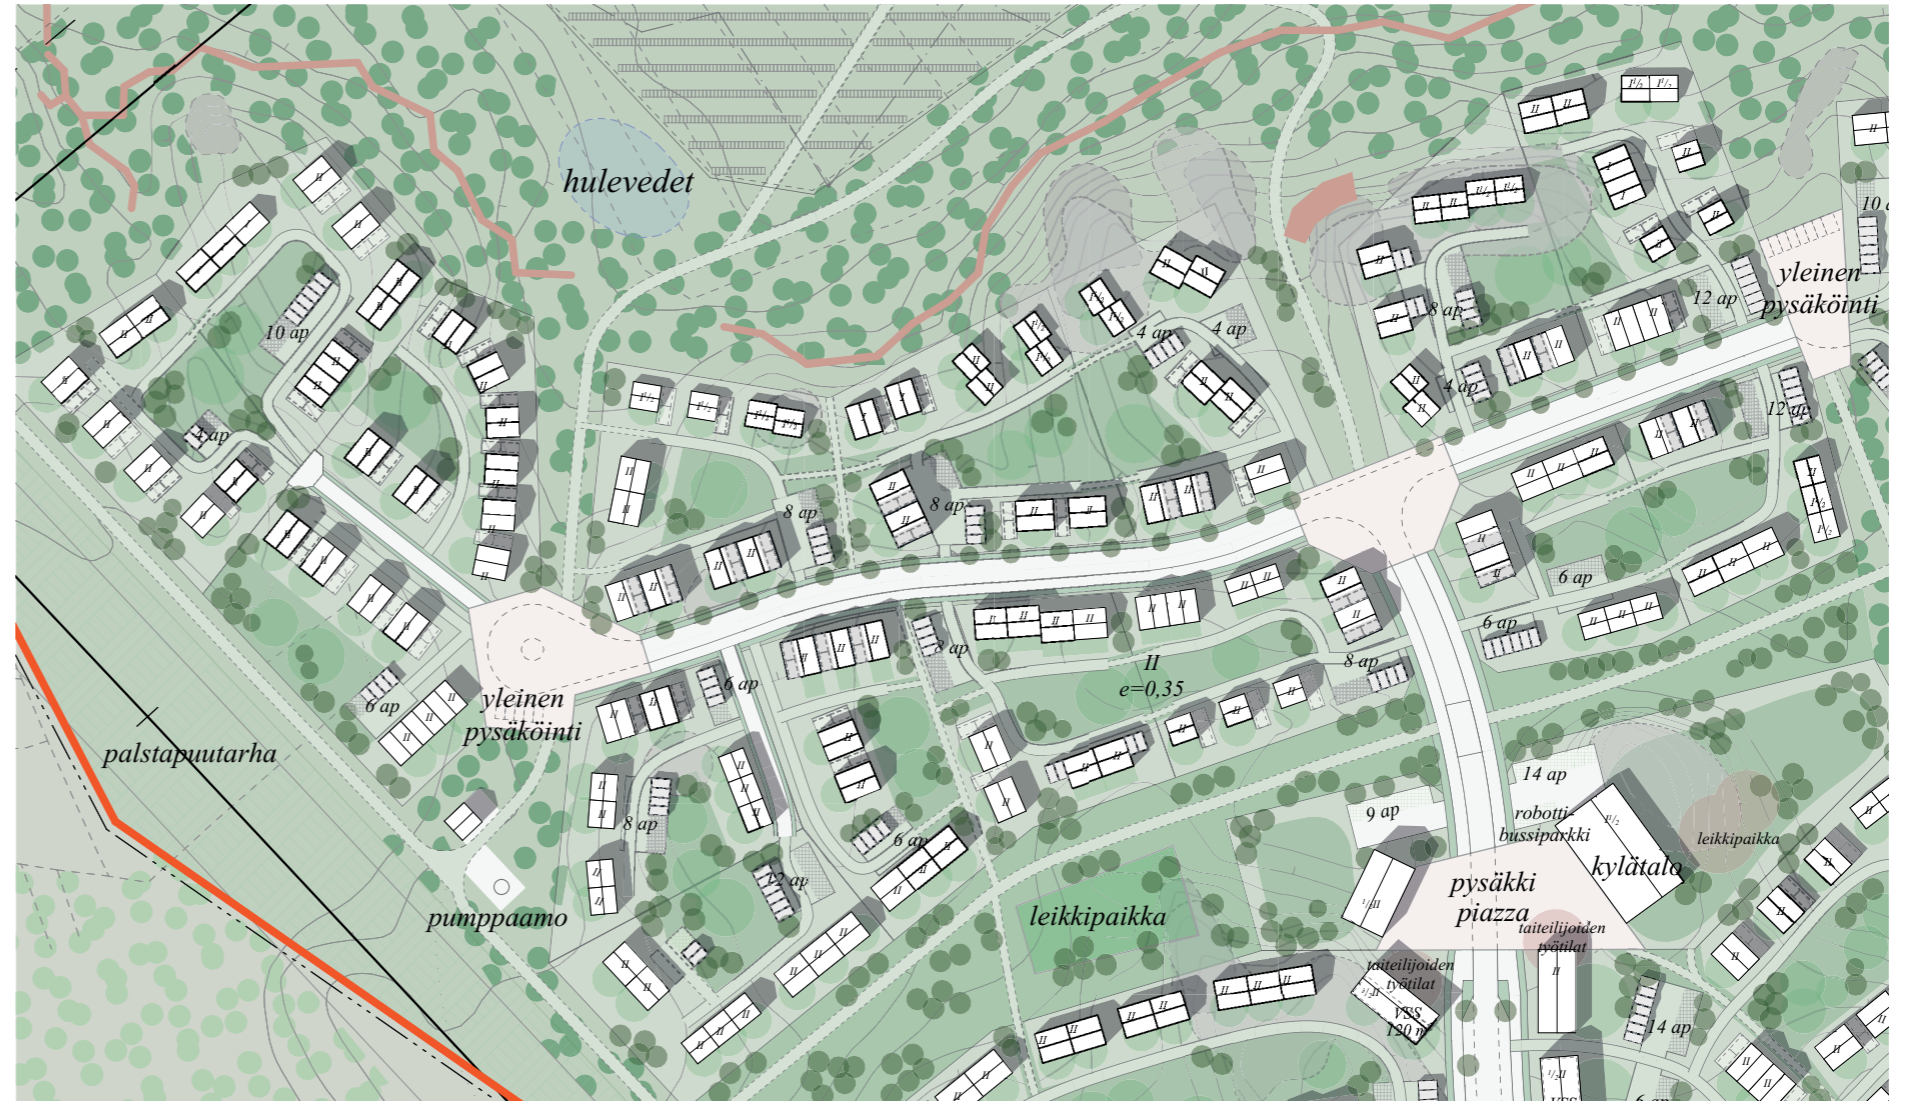 hulevedet
10 ap
4 ap
6 ap
palstapuutarha
yleinen
pysäköinti
pumppaamo
8 ap
8 ap
4 ap
4 ap
8 ap
4 ap
12 ap
yleinen
pysäköinti
12 ap
6 ap
6 ap
8 ap
II
e=0,35
8 ap
6 ap
8 ap
6 ap
12 ap
leikkipaikka
14 ap
9 ap
robotti-
bussiparkki
leikkipaikka
kylätalo
pysäkki
piazza
taiteilijoiden
työtilat
taiteilijoiden
työtilat
VSS
120 m²
14 ap